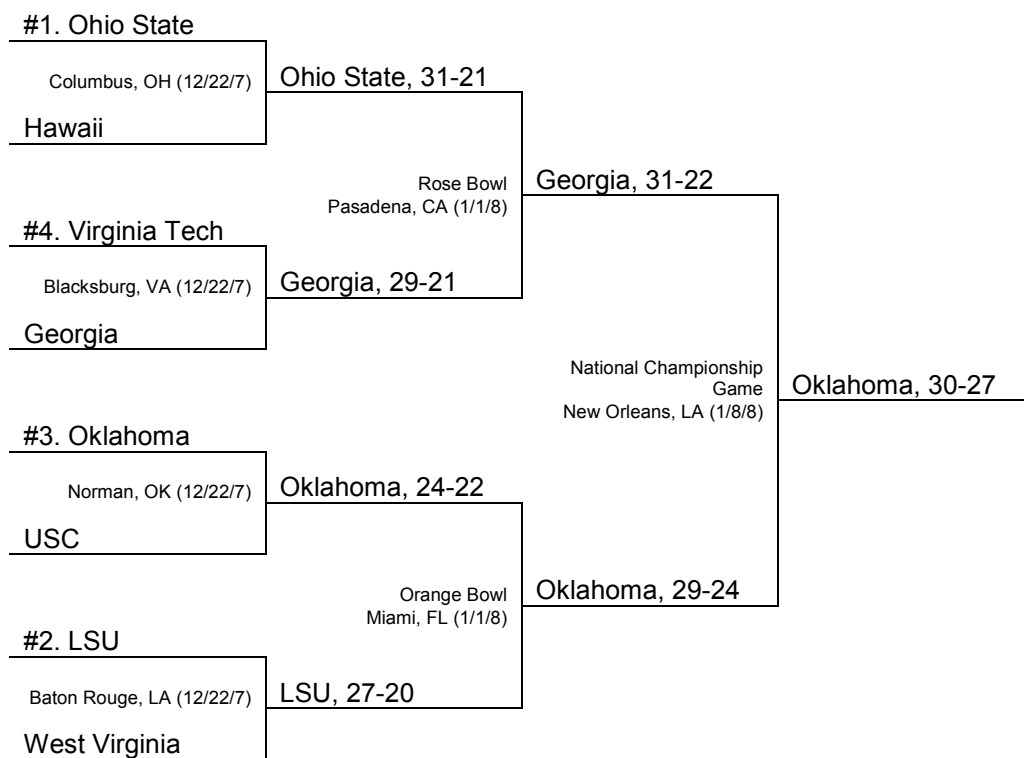 #1. Ohio State
Columbus, OH (12/22/7)
Ohio State, 31-21
Hawaii
Rose Bowl
Pasadena, CA (1/1/8)
Georgia, 31-22
#4. Virginia Tech
Blacksburg, VA (12/22/7)
Georgia, 29-21
Georgia
National Championship
Game
New Orleans, LA (1/8/8)
Oklahoma, 30-27
#3. Oklahoma
Norman, OK (12/22/7)
Oklahoma, 24-22
USC
Orange Bowl
Miami, FL (1/1/8)
Oklahoma, 29-24
#2. LSU
Baton Rouge, LA (12/22/7)
LSU, 27-20
West Virginia